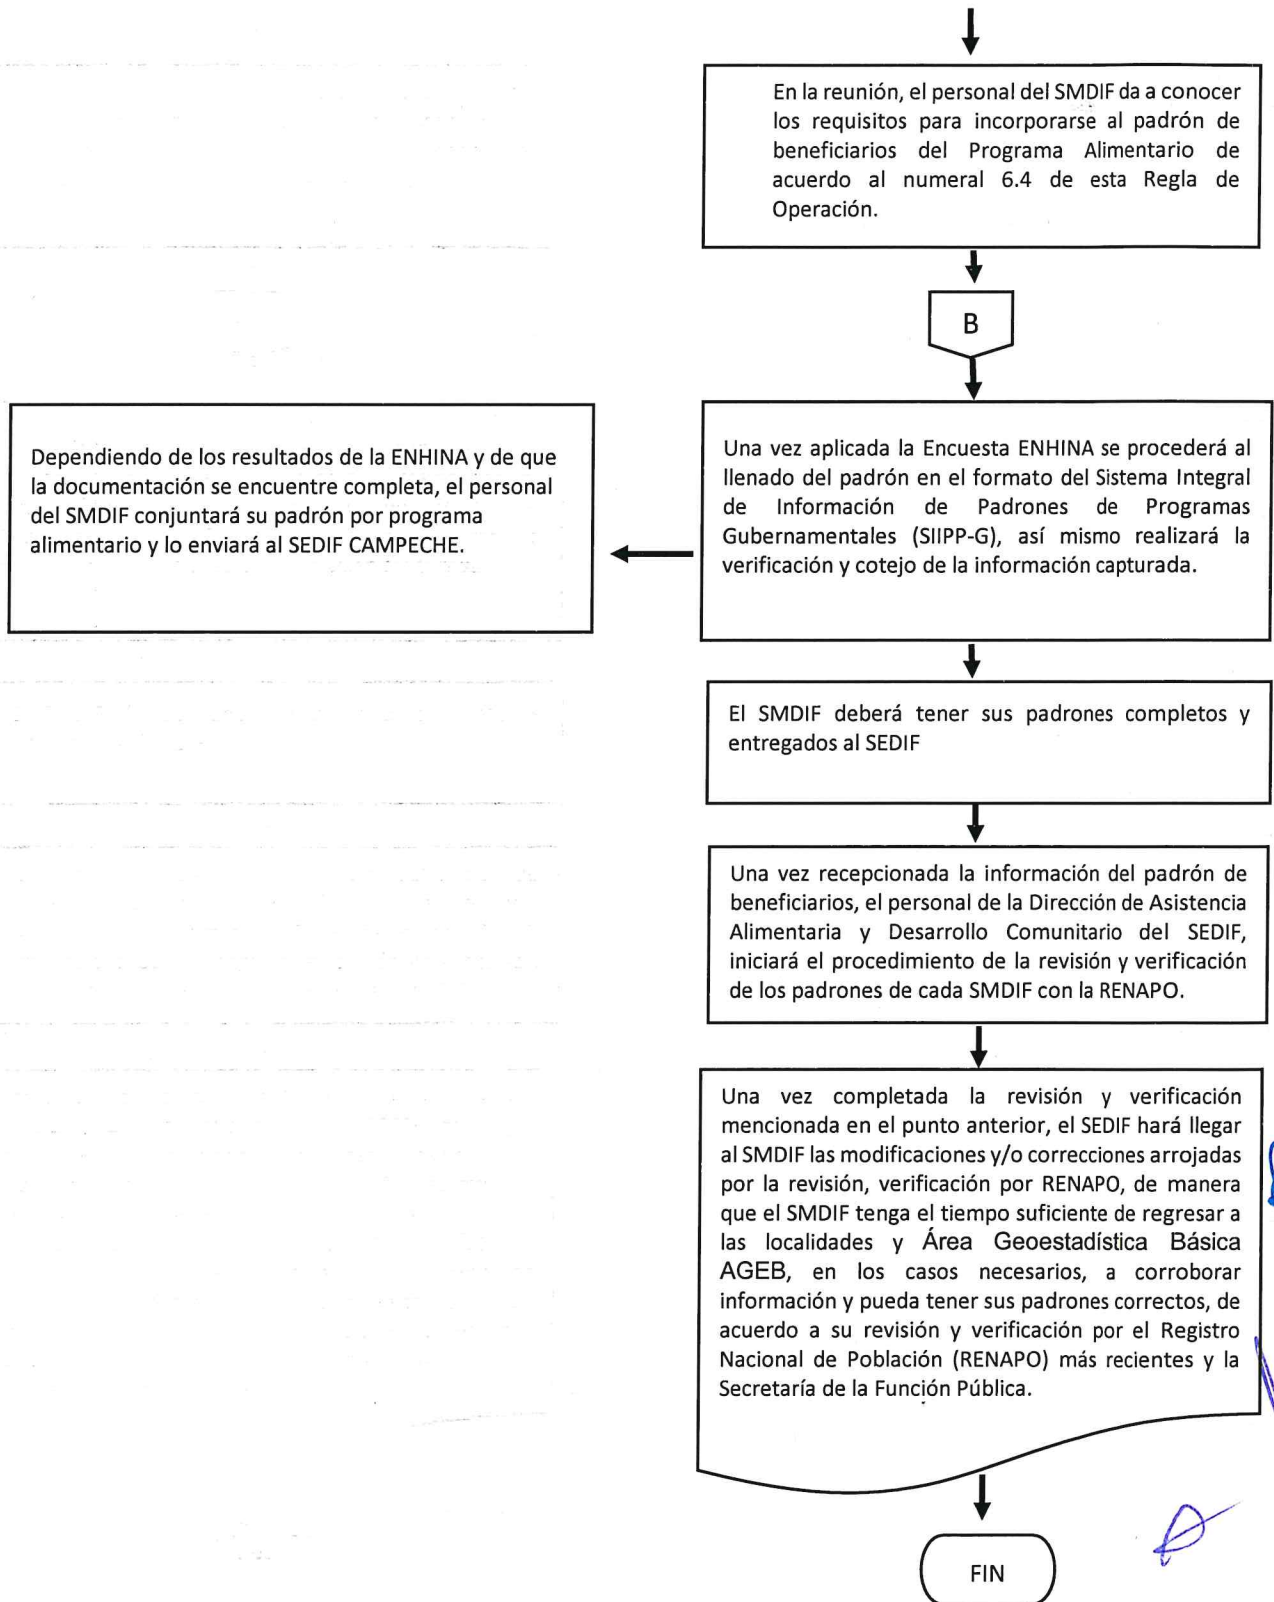 En la reunión, el personal del SMDIF da a conocer
los requisitos para incorporarse al padrón de
beneficiarios del Programa Alimentario de
acuerdo al numeral 6.4 de esta Regla de
Operación.
B
Dependiendo de los resultados de la ENHINA y de que
la documentación se encuentre completa, el personal
del SMDIF conjuntará su padrón por programa
alimentario y lo enviará al SEDIF CAMPECHE.
Una vez aplicada la Encuesta ENHINA se procederá al
llenado del padrón en el formato del Sistema Integral
de Información de Padrones de Programas
Gubernamentales (SIIPP-G), así mismo realizará la
verificación y cotejo de la información capturada.
El SMDIF deberá tener sus padrones completos y
entregados al SEDIF
Una vez recepcionada la información del padrón de
beneficiarios, el personal de la Dirección de Asistencia
Alimentaria y Desarrollo Comunitario del SEDIF,
iniciará el procedimiento de la revisión y verificación
de los padrones de cada SMDIF con la RENAPO.
Una vez completada la revisión y verificación
mencionada en el punto anterior, el SEDIF hará llegar
al SMDIF las modificaciones y/o correcciones arrojadas
por la revisión, verificación por RENAPO, de manera
que el SMDIF tenga el tiempo suficiente de regresar a
las localidades y Área Geoestadística Básica
AGEB, en los casos necesarios, a corroborar
información y pueda tener sus padrones correctos, de
acuerdo a su revisión y verificación por el Registro
Nacional de Población (RENAPO) más recientes y la
Secretaría de la Función Pública.
FIN